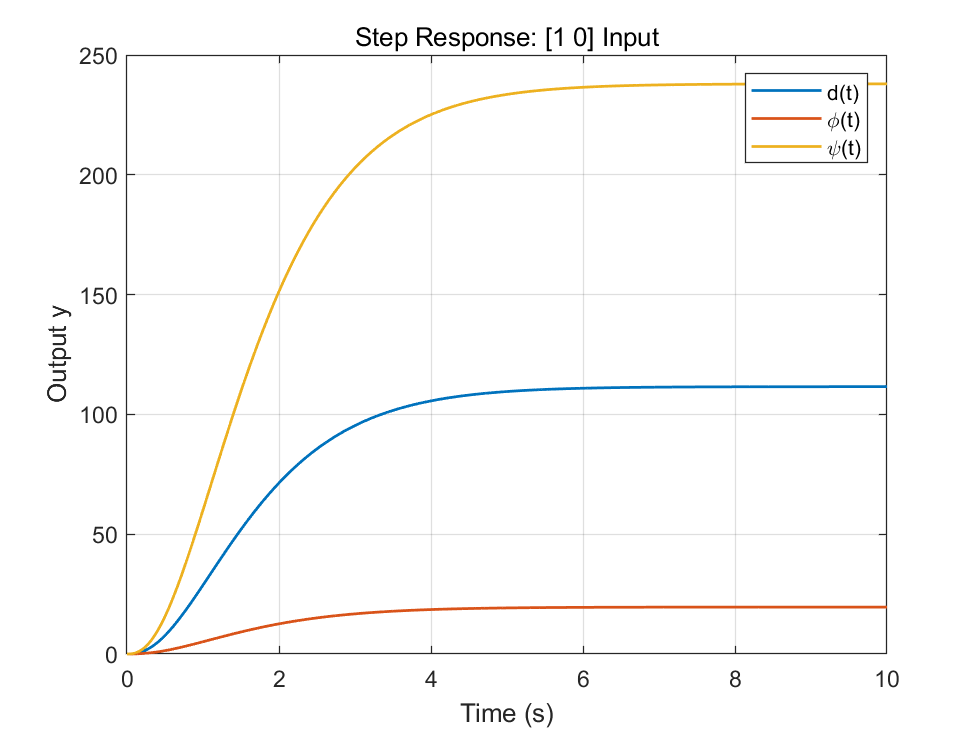 Step Response: [1 0] Input
250
200
150
100
50
0
Output y
d(t)
ϕ(t)
ψ(t)
0 2 4 6 8 10
Time (s)